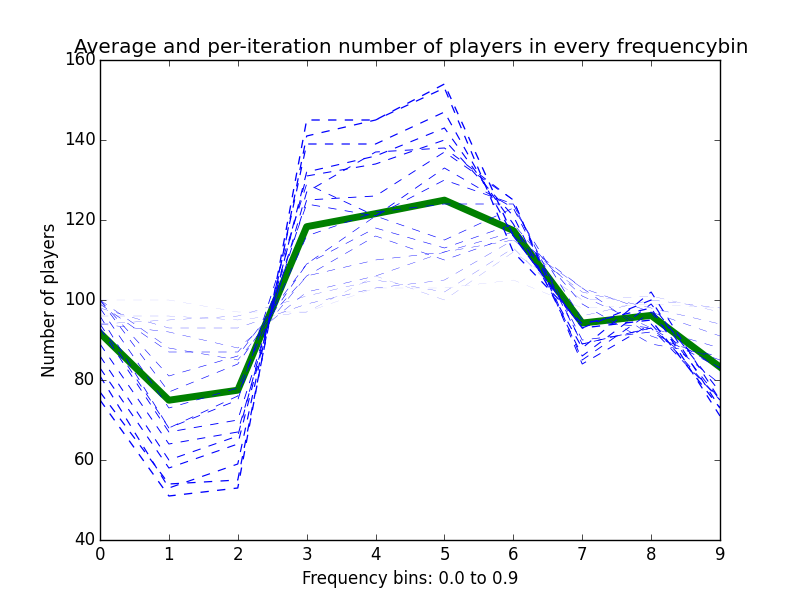 Average and per-iteration number of players in every frequencybin
160
140
120
100
80
60
40
Number of players
0 1 2 3 4 5 6 7 8 9
Frequency bins: 0.0 to 0.9